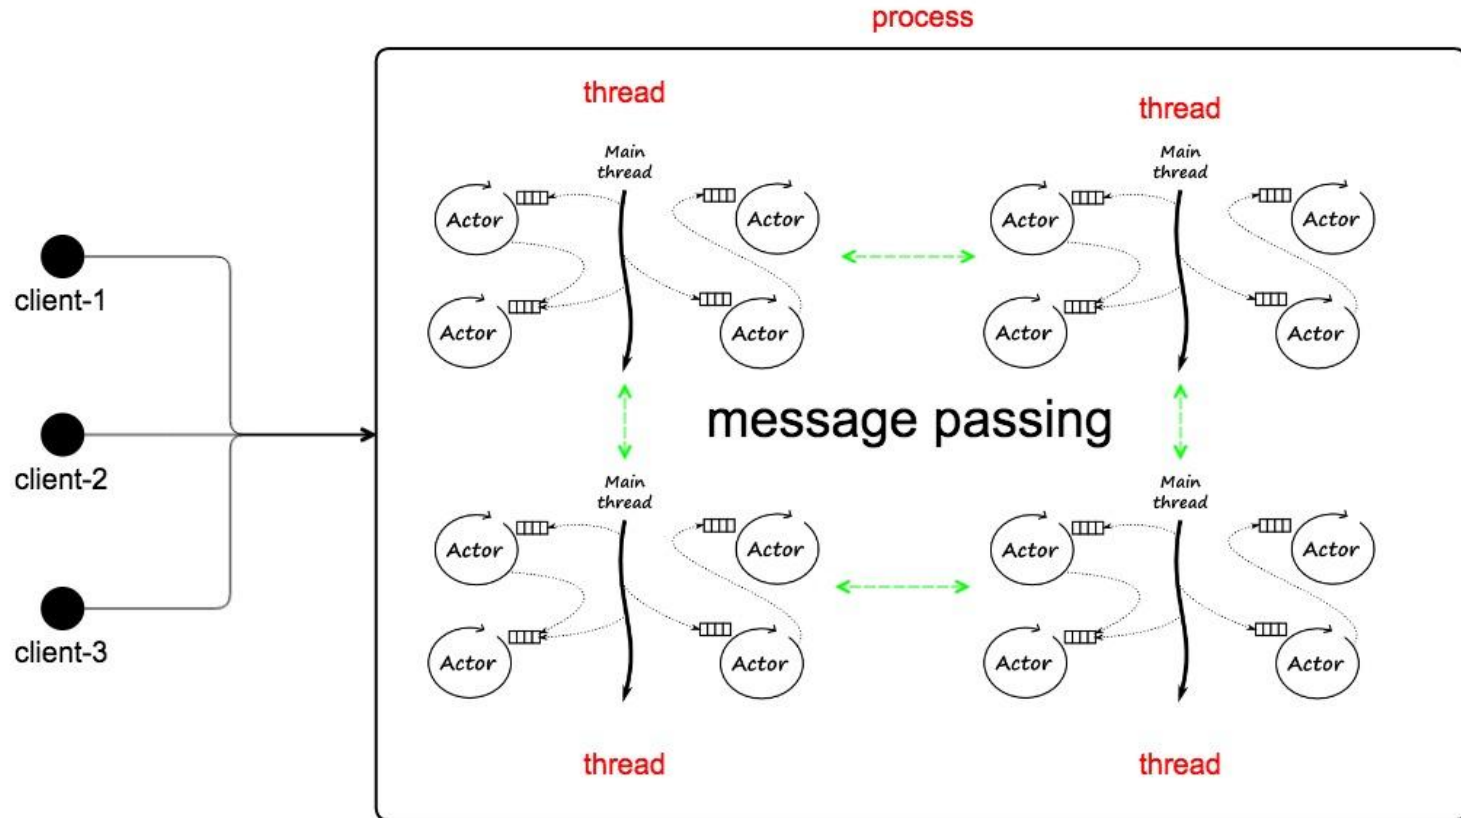 process
thread
thread
Main
thread
Main
thread
Actor
Actor
Actor
Actor
client-1
Actor
Actor
Actor
Actor
message passing
client-2
Main
thread
Main
thread
Actor
Actor
Actor
Actor
client-3
Actor
Actor
Actor
Actor
thread
thread